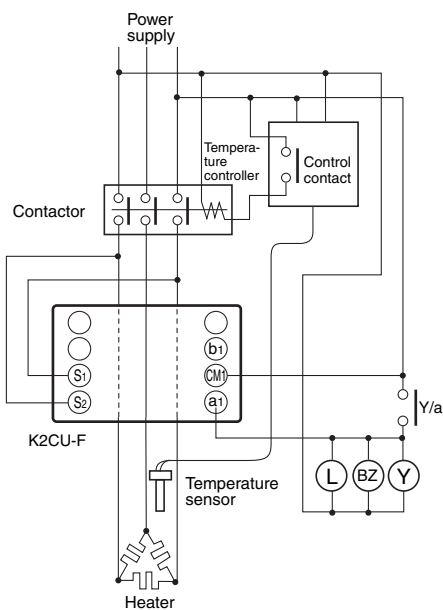 Power
supply
Tempera-
ture
controller
Control
contact
Contactor
b1
S1
CM1
S2
a1
Y/a
K2CU-F
L
BZ
Y
Temperature
sensor
Heater